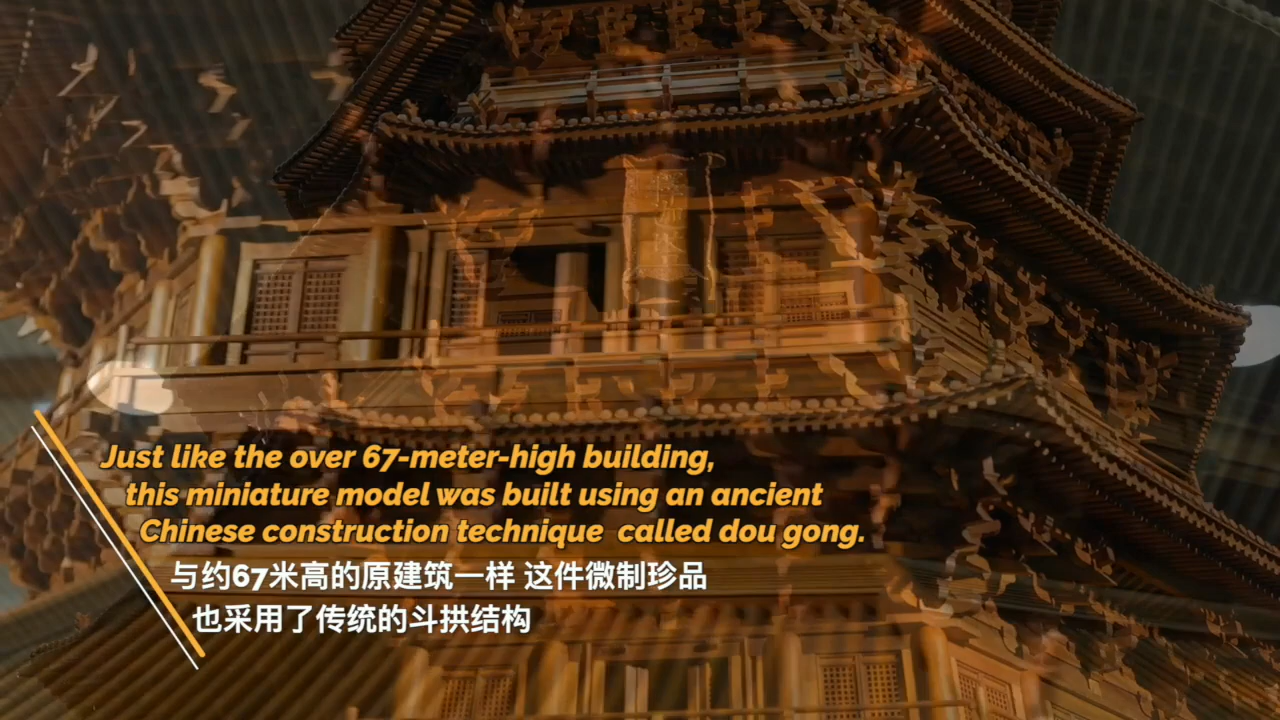 Just like the over 67-meter-high building,
this miniature model was built using an ancient
Chinese construction technique called dou gong.
与约67米高的原建筑一样 这件微制珍品
也采用了传统的斗拱结构